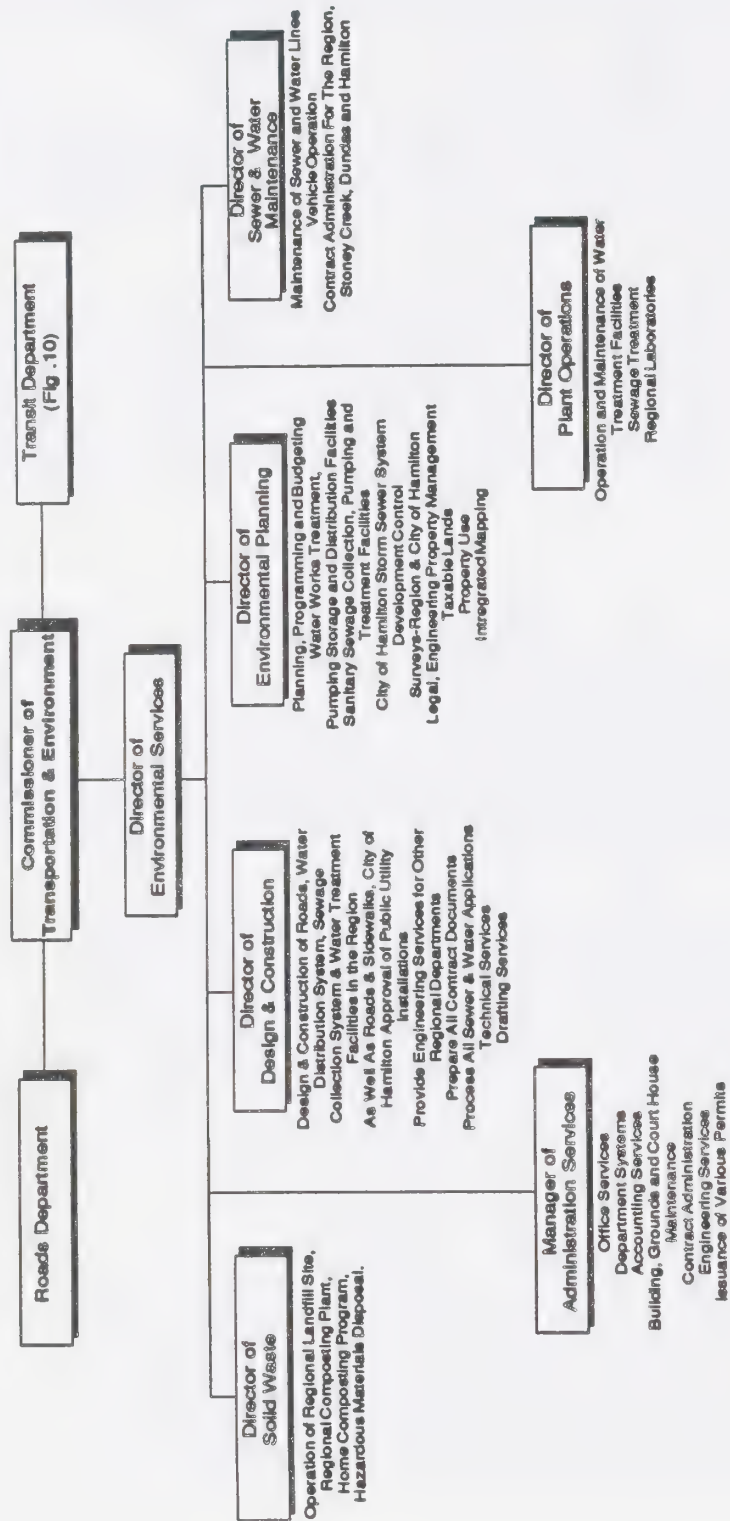 Roads Department
Commissioner of
Transportation & Environment
Transit Department
(Fig .10)
Director of
Environmental Services
Director of
Solid Waste
Operation of Regional Landfill Site,
Regional Composting Plant,
Home Composting Program,
Hazardous Materials Disposal.
Director of
Design & Construction
Design & Construction of Roads, Water
Distribution System, Sewage
Collection System & Water Treatment
Facilities in the Region
As Well As Roads & Sidewalks, City of
Hamilton Approval of Public Utility
Installations
Provide Engineering Services for Other
Regional Departments
Prepare All Contract Documents
Process All Sewer & Water Applications
Technical Services
Drafting Services
Director of
Environmental Planning
Planning, Programming and Budgeting
Water Works Treatment,
Pumping Storage and Distribution Facilities
Sanitary Sewage Collection, Pumping and
Treatment Facilities
City of Hamilton Storm Sewer System
Development Control
Surveys-Region & City of Hamilton
Legal, Engineering Property Management
Taxable Lands
Property Use
Intregrated Mapping
Director of
Sewer & Water
Maintenance
Maintenance of Sewer and Water Lines
Vehicle Operation
Contract Administration For The Region,
Stoney Creek, Dundas and Hamilton
Manager of
Administration Services
Office Services
Department Systems
Accounting Services
Building, Grounds and Court House
Maintenance
Contract Administration
Engineering Services
Issuance of Various Permits
Director of
Plant Operations
Operation and Maintenance of Water
Treatment Facilities
Sewage Treatment
Regional Laboratories